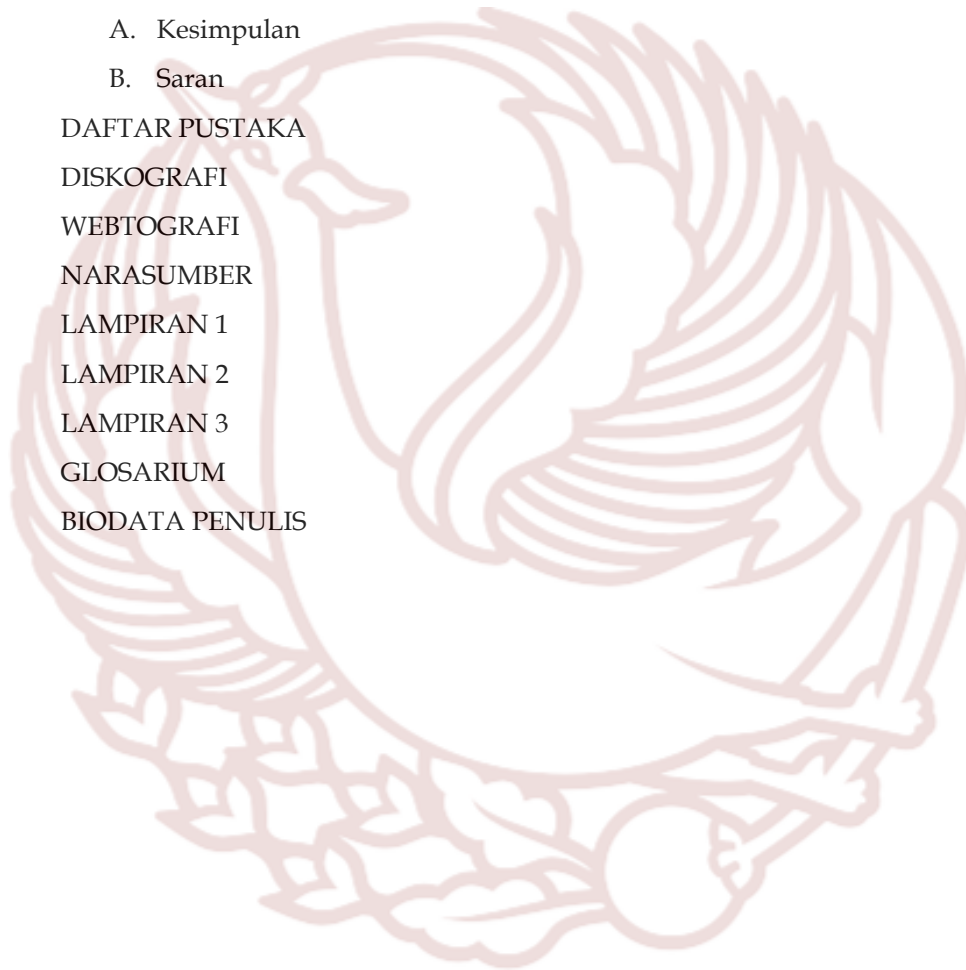 A. Kesimpulan
B. Saran
DAFTAR PUSTAKA
DISKOGRAFI
WEBTOGRAFI
NARASUMBER
LAMPIRAN 1
LAMPIRAN 2
LAMPIRAN 3
GLOSARIUM
BIODATA PENULIS